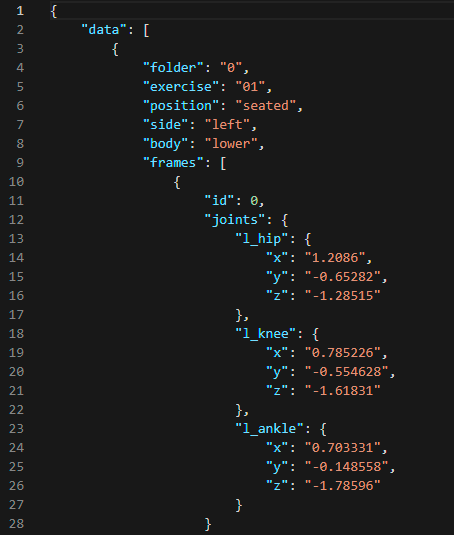 1 {
2 "data": [
3 {
4 "folder": "0",
5 "exercise": "01",
6 "position": "seated",
7 "side": "left",
8 "body": "lower",
9 "frames": [
10 {
11 "id": 0,
12 "joints": {
13 "l_hip": {
14 "x": "1.2086",
15 "y": "-0.65282",
16 "z": "-1.28515"
17 },
18 "l_knee": {
19 "x": "0.785226",
20 "y": "-0.554628",
21 "z": "-1.61831"
22 },
23 "l_ankle": {
24 "x": "0.703331",
25 "y": "-0.148558",
26 "z": "-1.78596"
27 }
28 }